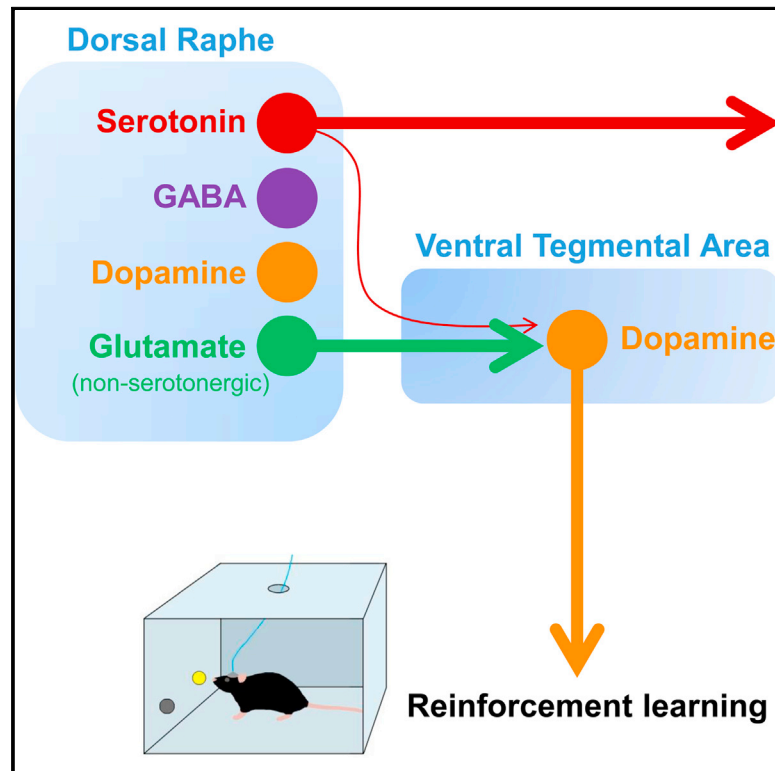 Dorsal Raphe
Serotonin
GABA
Dopamine
Glutamate
(non-serotonergic)
Ventral Tegmental Area
Dopamine
Reinforcement learning